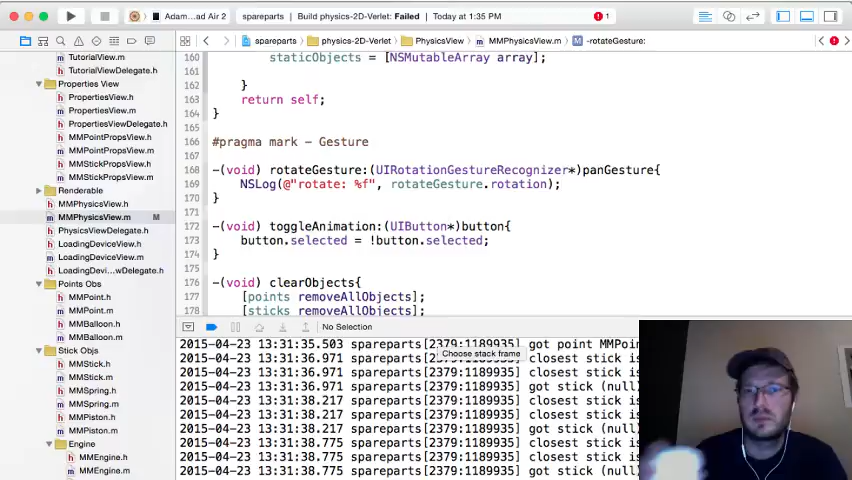 Adam...ad Air 2
spareparts | Build physics-2D-Verlet: Failed | Today at 1:35 PM
1
spareparts
physics-2D-Verlet
PhysicsView
MMPhysicsView.m
M
-rotateGesture:
TutorialView.m
TutorialViewDelegate.h
Properties View
PropertiesView.h
PropertiesView.m
PropertiesViewDelegate.h
MMPointPropsView.h
MMPointPropsView.m
MMStickPropsView.h
MMStickPropsView.m
Renderable
MMPhysicsView.h
MMPhysicsView.m M
PhysicsViewDelegate.h
LoadingDeviceView.h
LoadingDeviceView.m
LoadingDevi...wDelegate.h
Points Obs
MMPoint.h
MMPoint.m
MMBalloon.h
MMBalloon.m
Stick Objs
MMStick.h
MMStick.m
MMSpring.h
MMSpring.m
MMPiston.h
MMPiston.m
Engine
MMEngine.h
MMEngine.m
160 staticObjects = [NSMutableArray array];
161
162 }
163 return self;
164 }
165
166 #pragma mark - Gesture
167
168 -(void) rotateGesture:(UIRotationGestureRecognizer*)panGesture{
169 NSLog(@"rotate: %f", rotateGesture.rotation);
170 }
171
172 -(void) toggleAnimation:(UIButton*)button{
173 button.selected = !button.selected;
174 }
175
176 -(void) clearObjects{
177 [points removeAllObjects];
178 [sticks removeAllObjects];
No Selection
Choose stack frame
2015-04-23 13:31:35.503 spareparts[2379:1189935] got point MMPoin
2015-04-23 13:31:36.971 spareparts[2379:1189935] closest stick is
2015-04-23 13:31:36.971 spareparts[2379:1189935] closest stick is
2015-04-23 13:31:36.971 spareparts[2379:1189935] got stick (null)
2015-04-23 13:31:38.217 spareparts[2379:1189935] closest stick is
2015-04-23 13:31:38.217 spareparts[2379:1189935] closest stick is
2015-04-23 13:31:38.217 spareparts[2379:1189935] got stick (null)
2015-04-23 13:31:38.775 spareparts[2379:1189935] closest stick is
2015-04-23 13:31:38.775 spareparts[2379:1189935] closest stick is
2015-04-23 13:31:38.775 spareparts[2379:1189935] got stick (null)